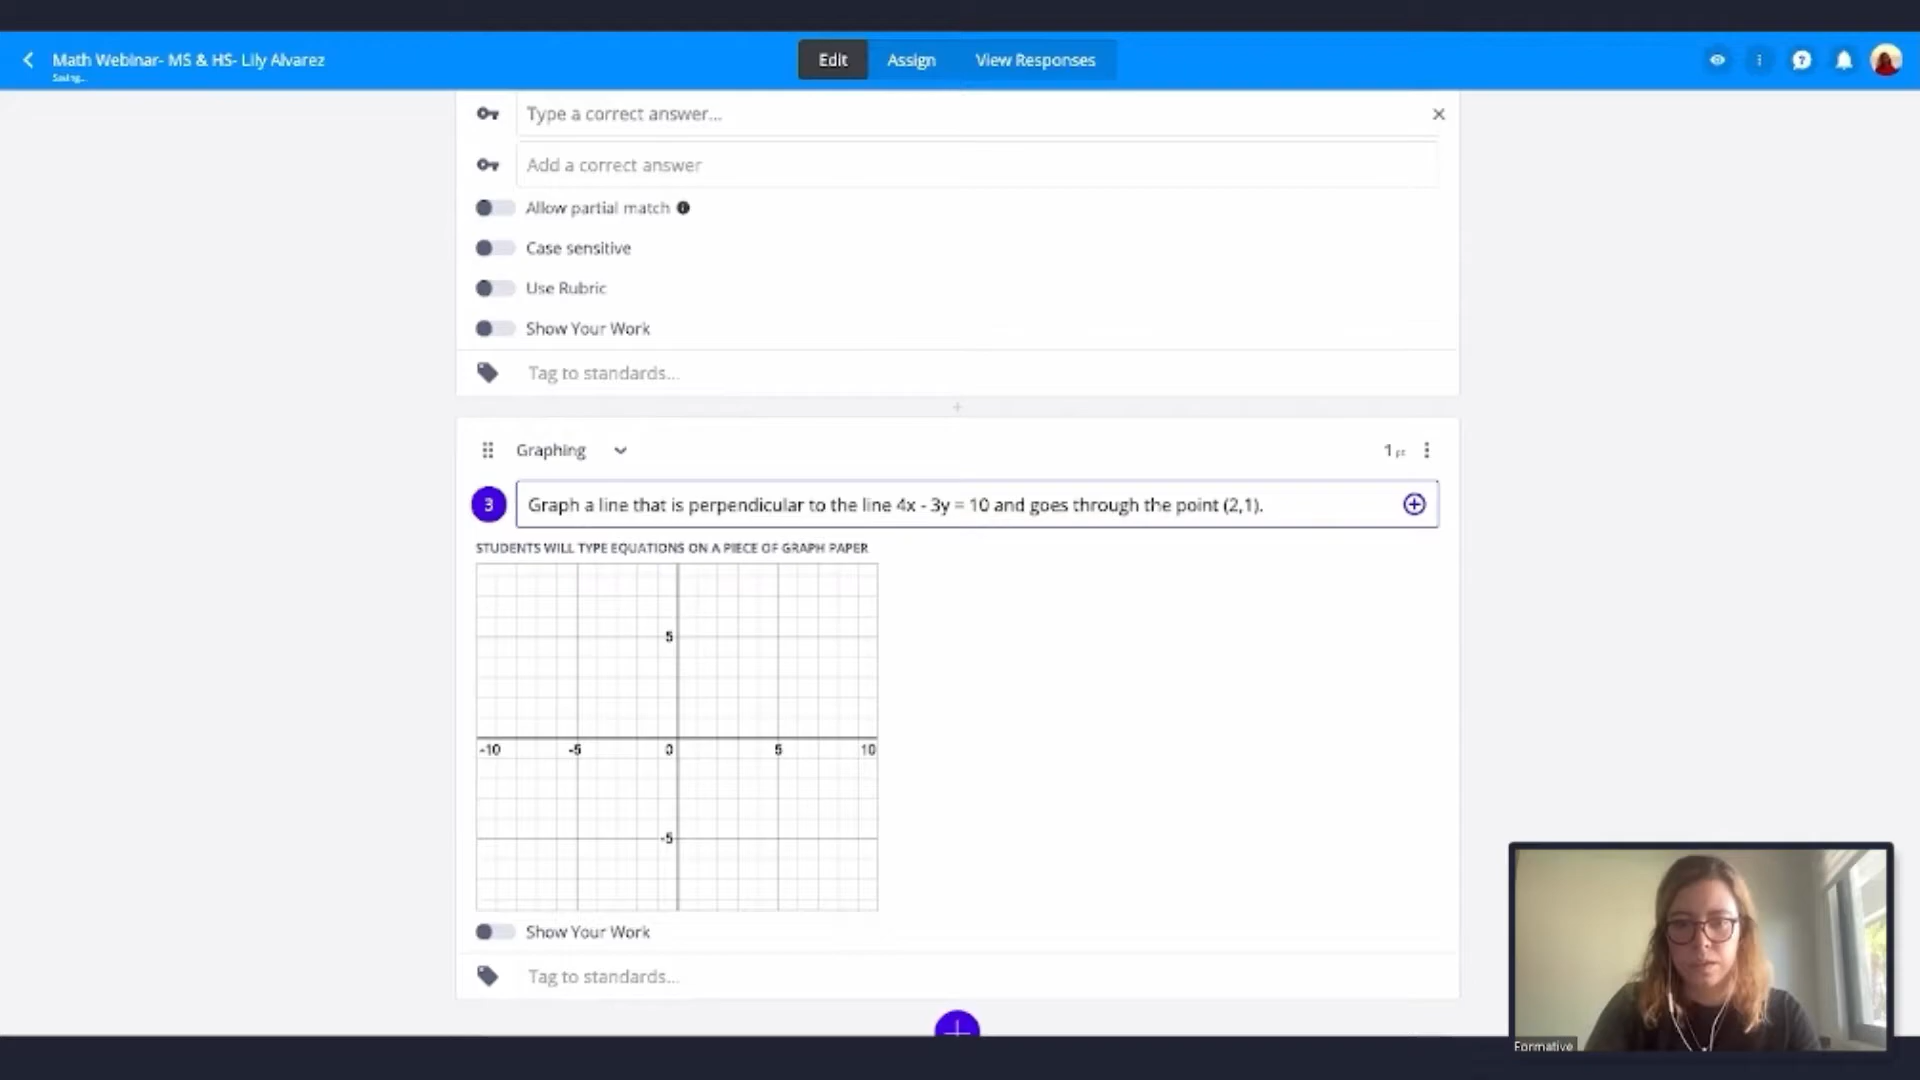 Math Webinar- MS & HS- Lily Alvarez
Saving...
Edit
Assign
View Responses
Type a correct answer...
Add a correct answer
Allow partial match
Case sensitive
Use Rubric
Show Your Work
Tag to standards...
Graphing
1 pt
3
Graph a line that is perpendicular to the line 4x - 3y = 10 and goes through the point (2,1).
STUDENTS WILL TYPE EQUATIONS ON A PIECE OF GRAPH PAPER
5
-10 -5 0 5 10
-5
Show Your Work
Tag to standards...
Formative